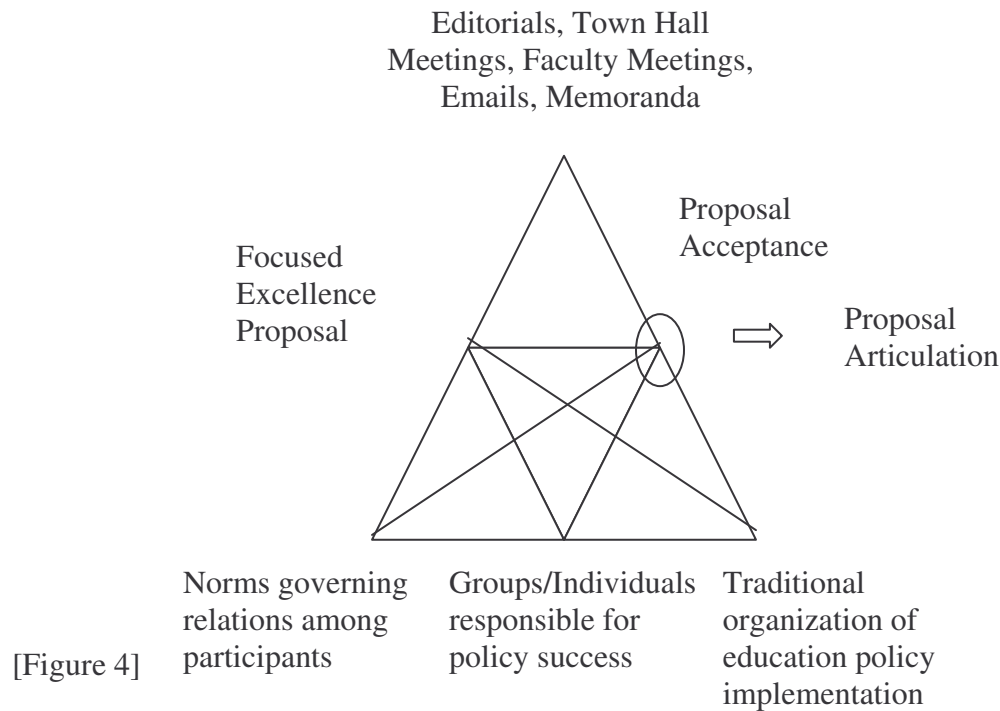 Editorials, Town Hall
Meetings, Faculty Meetings,
Emails, Memoranda
Proposal
Acceptance
Focused
Excellence
Proposal
Proposal
Articulation
Norms governing
relations among
participants
Groups/Individuals
responsible for
policy success
Traditional
organization of
education policy
implementation
[Figure 4]